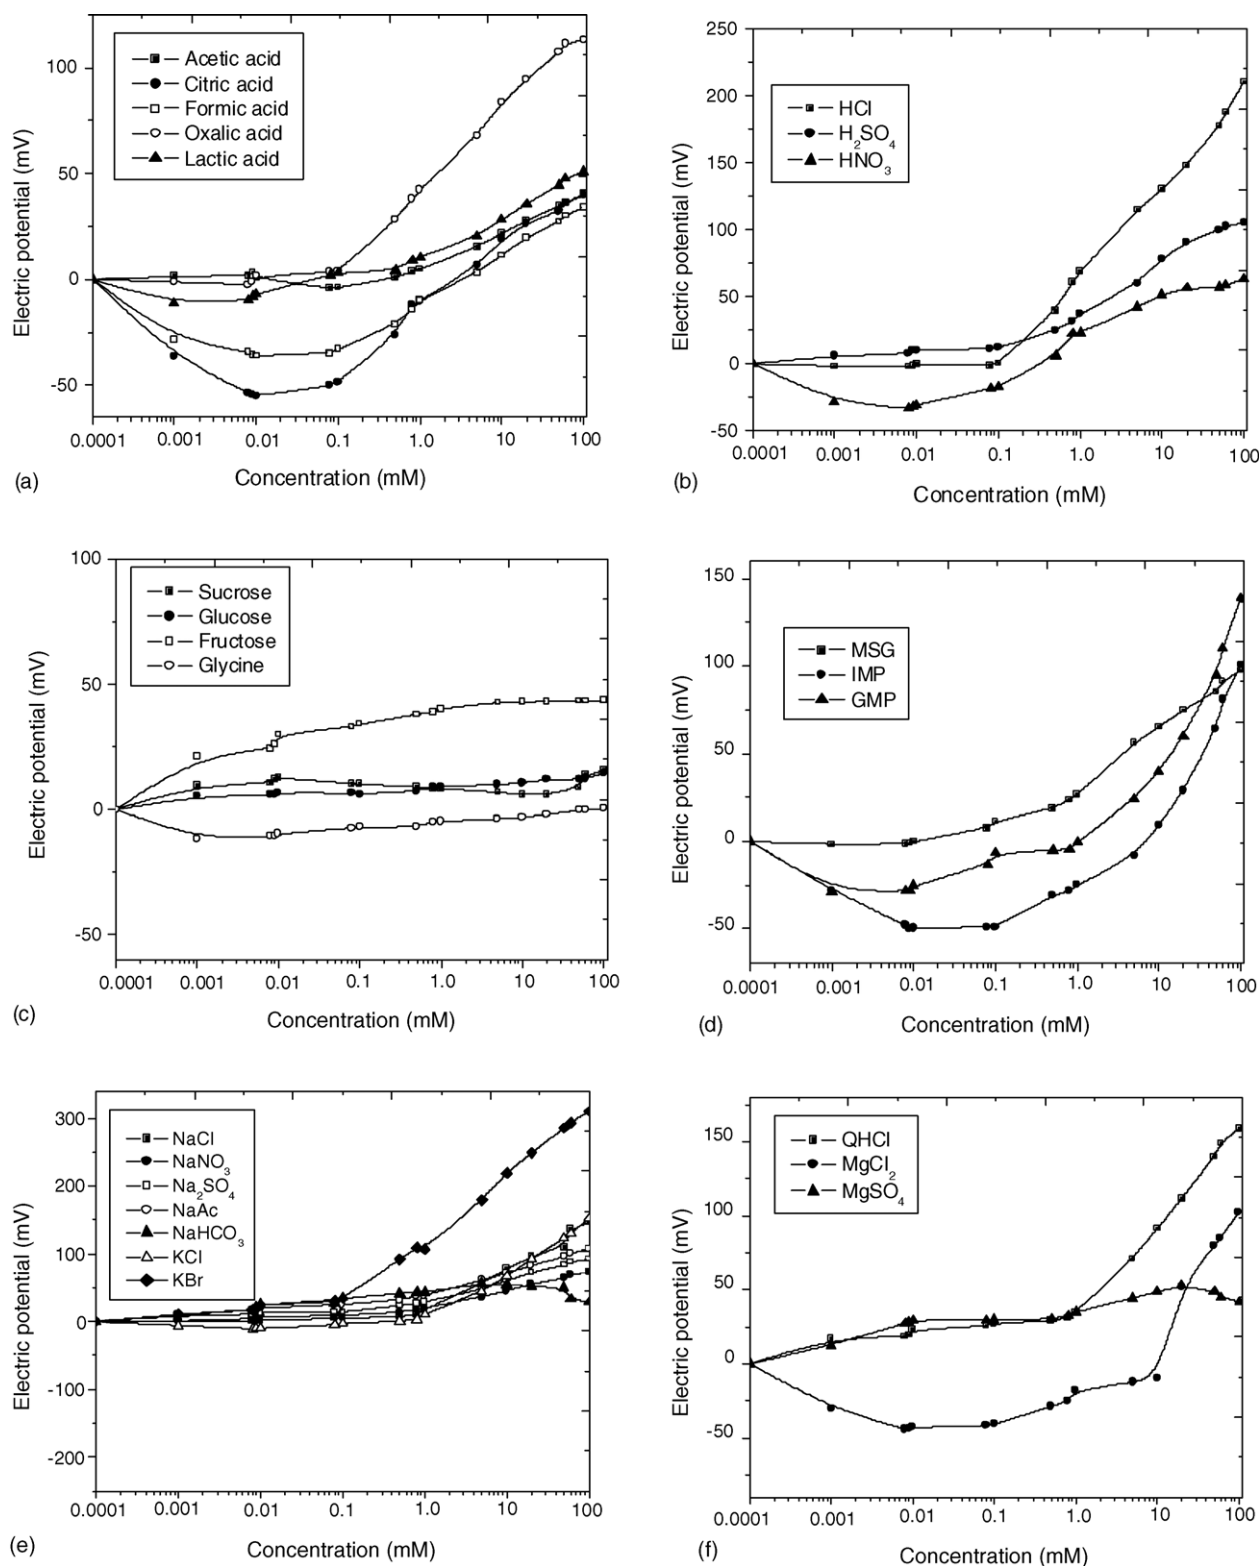 100
50
0
-50
Electric potential (mV)
Acetic acid
Citric acid
Formic acid
Oxalic acid
Lactic acid
0.0001 0.001 0.01 0.1 1.0 10 100
Concentration (mM)
(a)
250
200
150
100
50
0
-50
Electric potential (mV)
HCl
H₂SO₄
HNO₃
0.0001 0.001 0.01 0.1 1.0 10 100
Concentration (mM)
(b)
100
50
0
-50
Electric potential (mV)
Sucrose
Glucose
Fructose
Glycine
0.0001 0.001 0.01 0.1 1.0 10 100
Concentration (mM)
(c)
150
100
50
0
-50
Electric potential (mV)
MSG
IMP
GMP
0.0001 0.001 0.01 0.1 1.0 10 100
Concentration (mM)
(d)
300
200
100
0
-100
-200
Electric potential (mV)
NaCl
NaNO₃
Na₂SO₄
NaAc
NaHCO₃
KCl
KBr
0.0001 0.001 0.01 0.1 1.0 10 100
Concentration (mM)
(e)
150
100
50
0
-50
Electric potential (mV)
QHCl
MgCl₂
MgSO₄
0.0001 0.001 0.01 0.1 1.0 10 100
Concentration (mM)
(f)